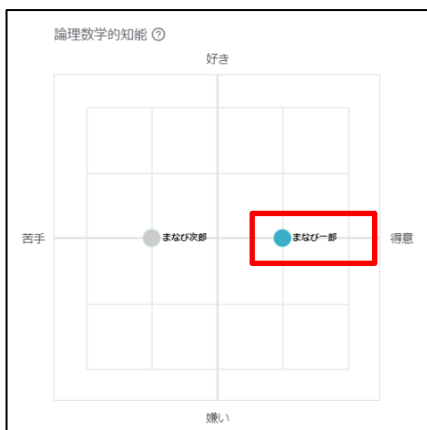 論理数学的知能 ?
好き
苦手
まなび次郎
まなび一郎
得意
嫌い